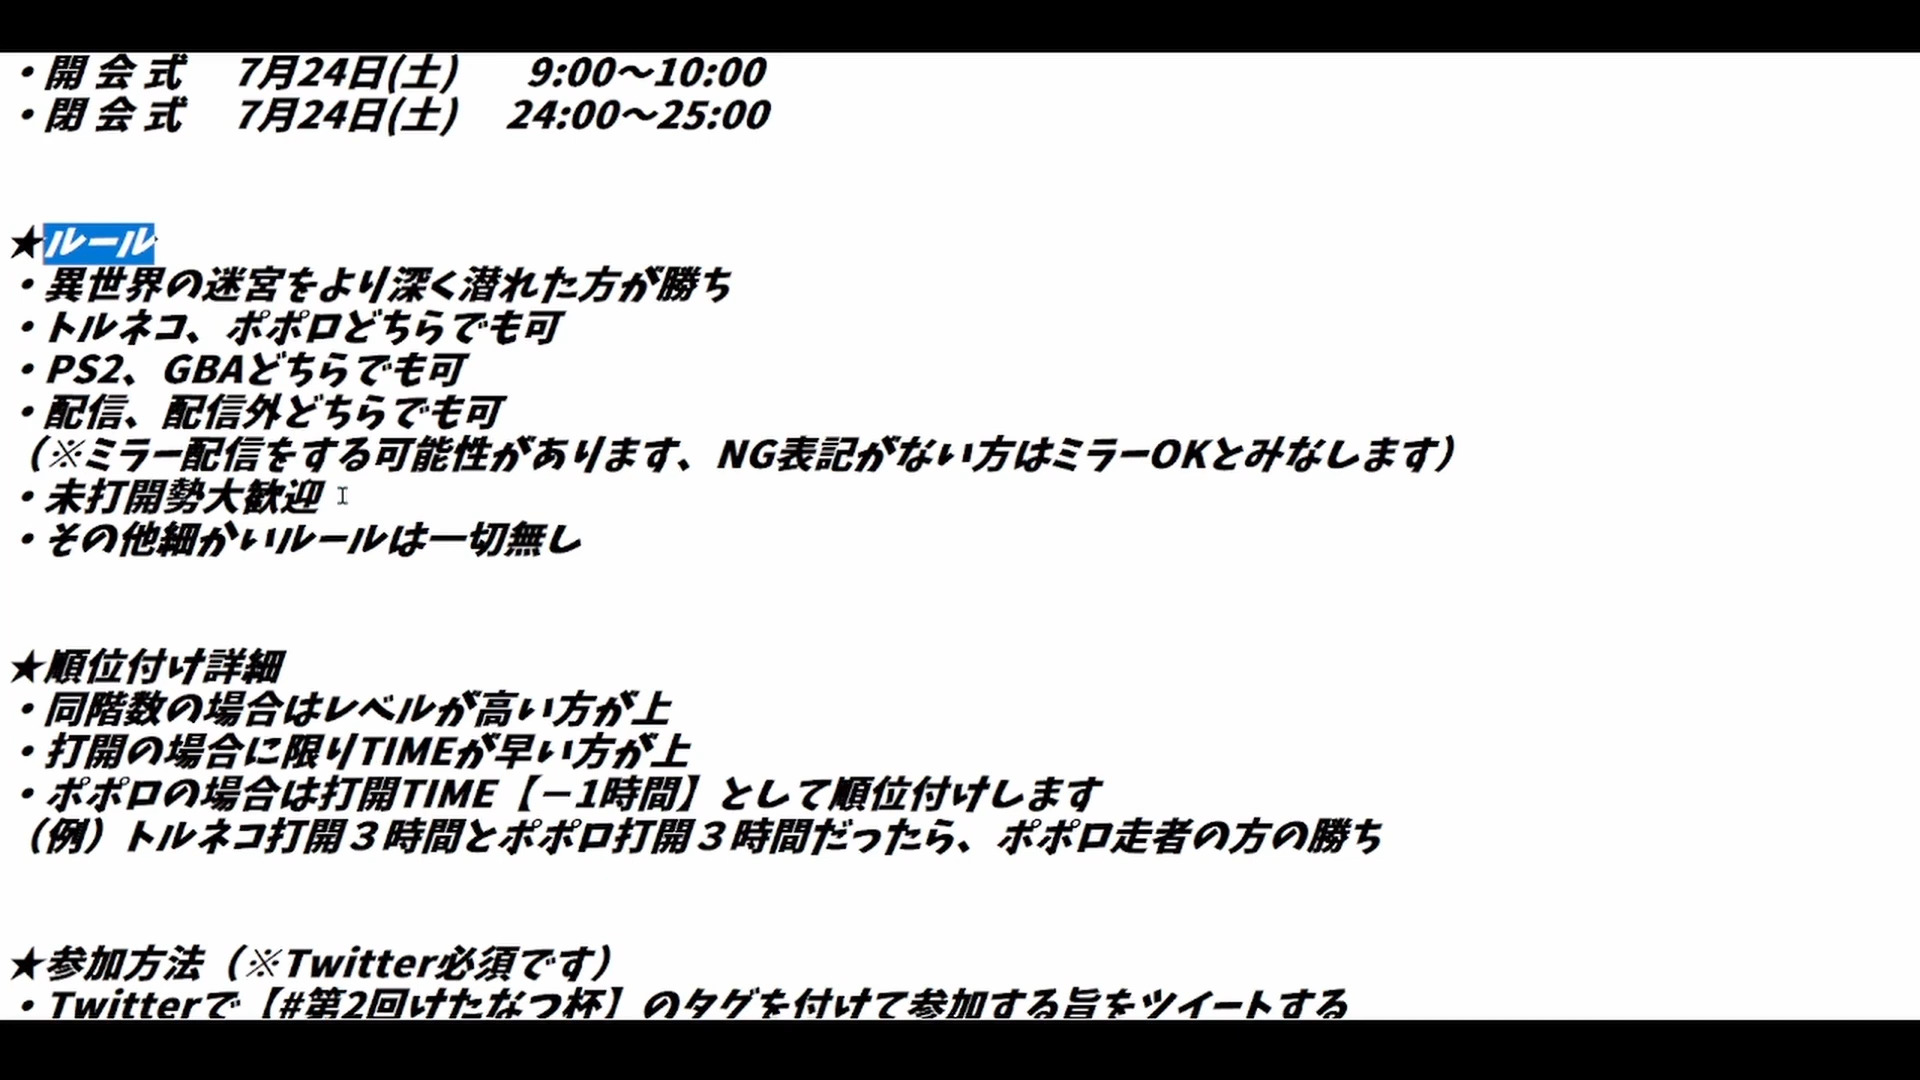 ・開 会 式　7月24日(土)　 9:00〜10:00
・閉 会 式　7月24日(土)　24:00〜25:00
★ルール
・異世界の迷宮をより深く潜れた方が勝ち
・トルネコ、ポポロどちらでも可
・PS2、GBAどちらでも可
・配信、配信外どちらでも可
（※ミラー配信をする可能性があります、NG表記がない方はミラーOKとみなします）
・未打開勢大歓迎
・その他細かいルールは一切無し
★順位付け詳細
・同階数の場合はレベルが高い方が上
・打開の場合に限りTIMEが早い方が上
・ポポロの場合は打開TIME【－1時間】として順位付けします
（例）トルネコ打開３時間とポポロ打開３時間だったら、ポポロ走者の方の勝ち
★参加方法（※Twitter必須です）
・Twitterで【#第2回けたなつ杯】のタグを付けて参加する旨をツイートする